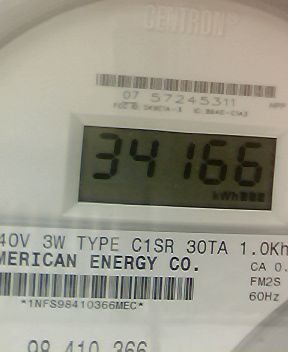 CENTRON®
07 57245311
34166
kWh
40V 3W TYPE C1SR 30TA 1.0Kh
MERICAN ENERGY CO.
CA 0.
FM2S
60Hz
*1NFS98410366MEC*
98 410 366